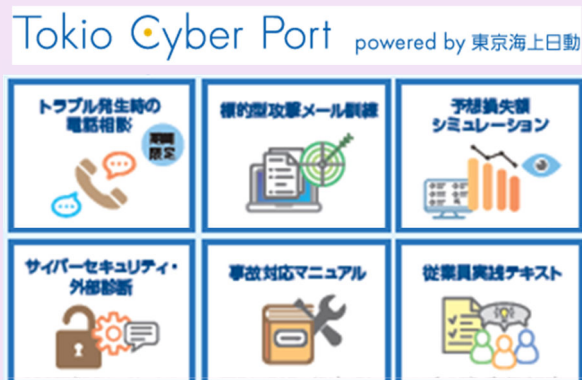 Tokio Cyber Port powered by 東京海上日動
トラブル発生時の
電話相談
期間
限定
標的型攻撃メール訓練
予想損失額
シミュレーション
サイバーセキュリティ・
外部診断
事故対応マニュアル
従業員実践テキスト